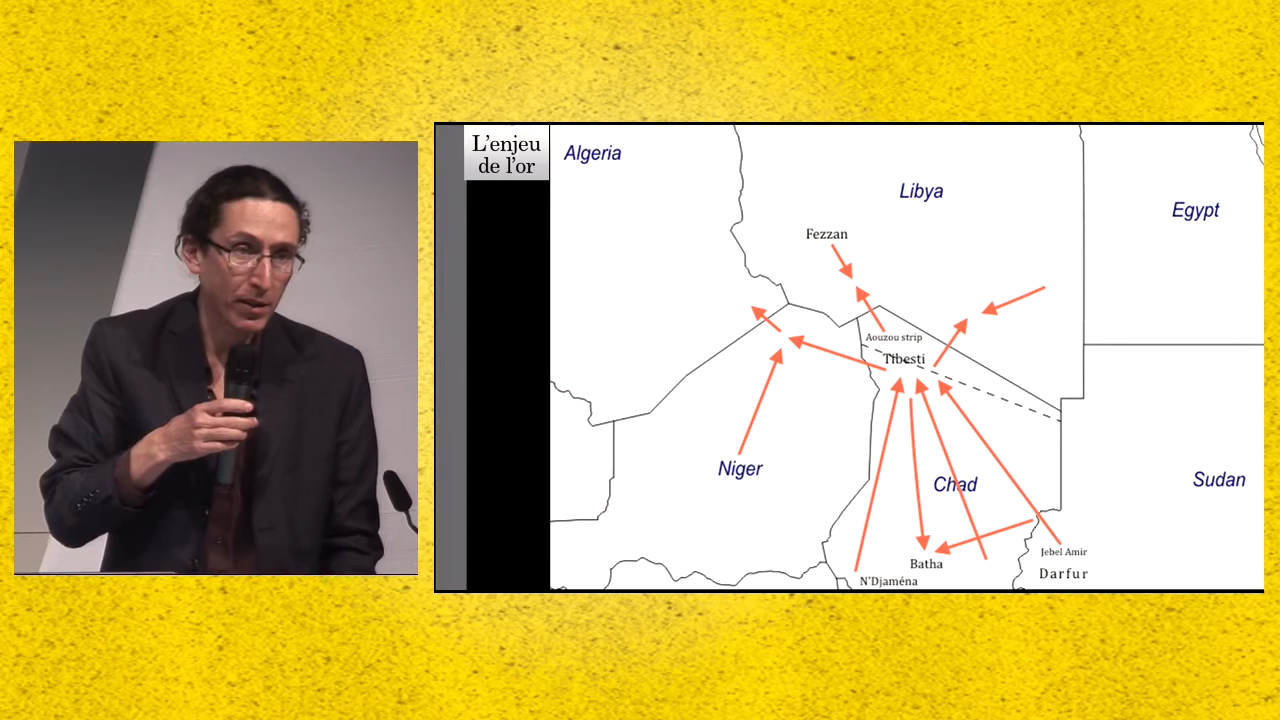 L'enjeu
de l'or
Algeria
Libya
Egypt
Fezzan
Aouzou strip
Tibesti
Niger
Chad
Sudan
Jebel Amir
Batha
Darfur
N'Djaména